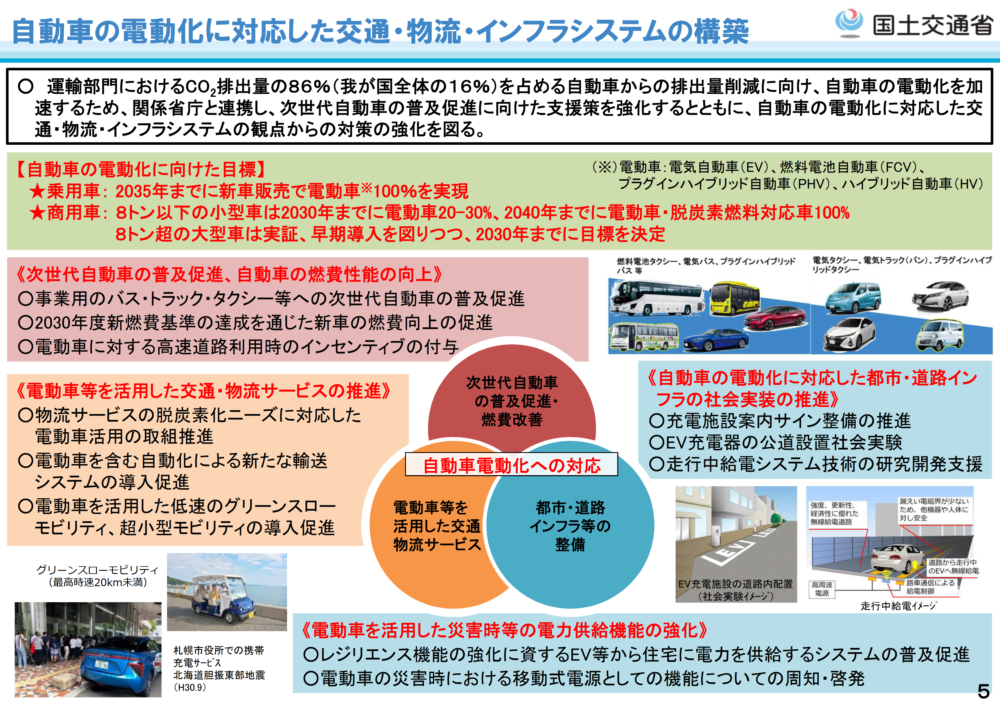 自動車の電動化に対応した交通・物流・インフラシステムの構築
国土交通省
○ 運輸部門におけるCO2排出量の86%(我が国全体の16%)を占める自動車からの排出量削減に向け、自動車の電動化を加
速するため、関係省庁と連携し、次世代自動車の普及促進に向けた支援策を強化するとともに、自動車の電動化に対応した交
通・物流・インフラシステムの観点からの対策の強化を図る。
【自動車の電動化に向けた目標】
(※)電動車:電気自動車(EV)、燃料電池自動車(FCV)、
プラグインハイブリッド自動車(PHV)、ハイブリッド自動車(HV)
★乗用車: 2035年までに新車販売で電動車※100%を実現
★商用車: 8トン以下の小型車は2030年までに電動車20-30%、2040年までに電動車・脱炭素燃料対応車100%
8トン超の大型車は実証、早期導入を図りつつ、2030年までに目標を決定
《次世代自動車の普及促進、自動車の燃費性能の向上》
○事業用のバス・トラック・タクシー等への次世代自動車の普及促進
○2030年度新燃費基準の達成を通じた新車の燃費向上の促進
○電動車に対する高速道路利用時のインセンティブの付与
燃料電池タクシー、電気バス、プラグインハイブリッド
バス 等
電気タクシー、電気トラック(バン)、プラグインハイブ
リッドタクシー
《電動車等を活用した交通・物流サービスの推進》
○物流サービスの脱炭素化ニーズに対応した
電動車活用の取組推進
○電動車を含む自動化による新たな輸送
システムの導入促進
○電動車を活用した低速のグリーンスロー
モビリティ、超小型モビリティの導入促進
次世代自動車
の普及促進・
燃費改善
自動車電動化への対応
電動車等を
活用した交通
物流サービス
都市・道路
インフラ等の
整備
《自動車の電動化に対応した都市・道路イン
フラの社会実装の推進》
○充電施設案内サイン整備の推進
○EV充電器の公道設置社会実験
○走行中給電システム技術の研究開発支援
EV
EV
EV充電施設の道路内配置
(社会実験イメージ)
強度、更新性、
経済性に優れた
無線給電道路
漏えい電磁界が少ない
ため、他機器や人体に
対し安全
道路から走行中
のEVへ無線給電
路車通信による
給電制御
高周波
電源
走行中給電イメージ
グリーンスローモビリティ
(最高時速20km未満)
札幌市役所での携帯
充電サービス
北海道胆振東部地震
(H30.9)
《電動車を活用した災害時等の電力供給機能の強化》
○レジリエンス機能の強化に資するEV等から住宅に電力を供給するシステムの普及促進
○電動車の災害時における移動式電源としての機能についての周知・啓発
5